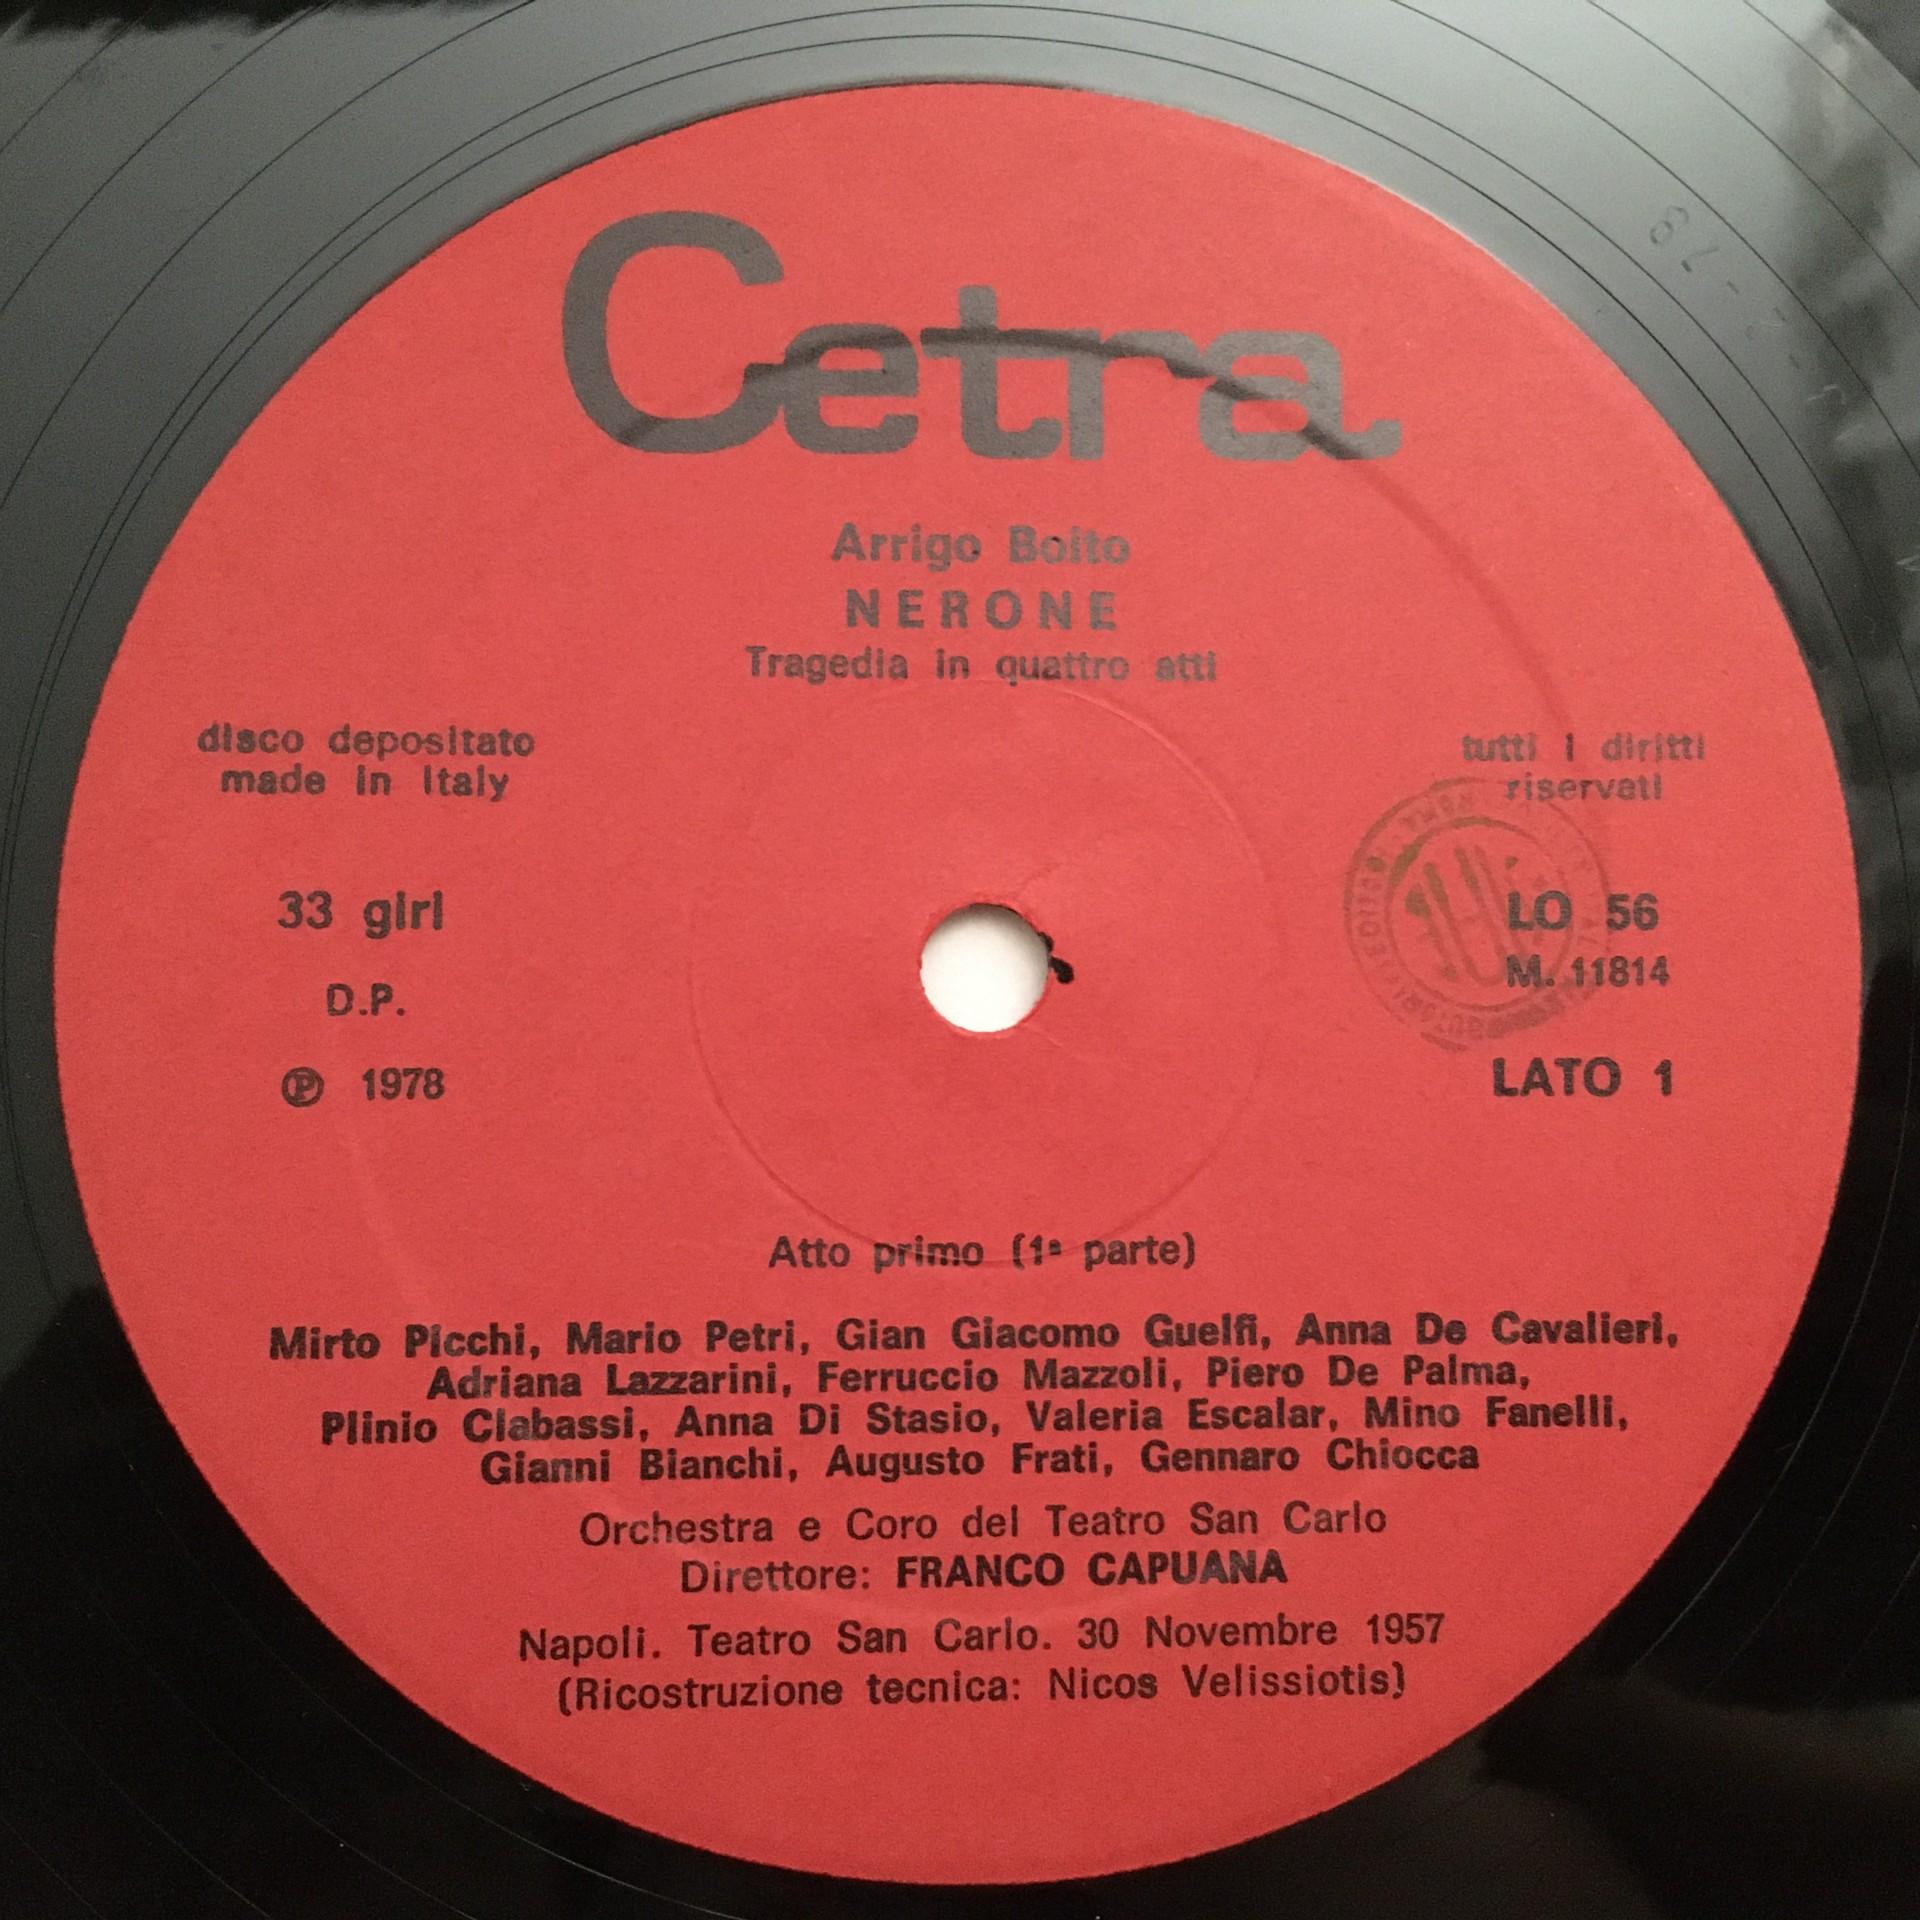 Cetra
Arrigo Boito
NERONE
Tragedia in quattro atti
disco depositato
made in Italy
tutti i diritti
riservati
33 giri
D.P.
℗ 1978
LO 56
M. 11814
LATO 1
Atto primo (1ª parte)
Mirto Picchi, Mario Petri, Gian Giacomo Guelfi, Anna De Cavalieri,
Adriana Lazzarini, Ferruccio Mazzoli, Piero De Palma,
Plinio Clabassi, Anna Di Stasio, Valeria Escalar, Mino Fanelli,
Gianni Bianchi, Augusto Frati, Gennaro Chiocca
Orchestra e Coro del Teatro San Carlo
Direttore: FRANCO CAPUANA
Napoli. Teatro San Carlo. 30 Novembre 1957
(Ricostruzione tecnica: Nicos Velissiotis)